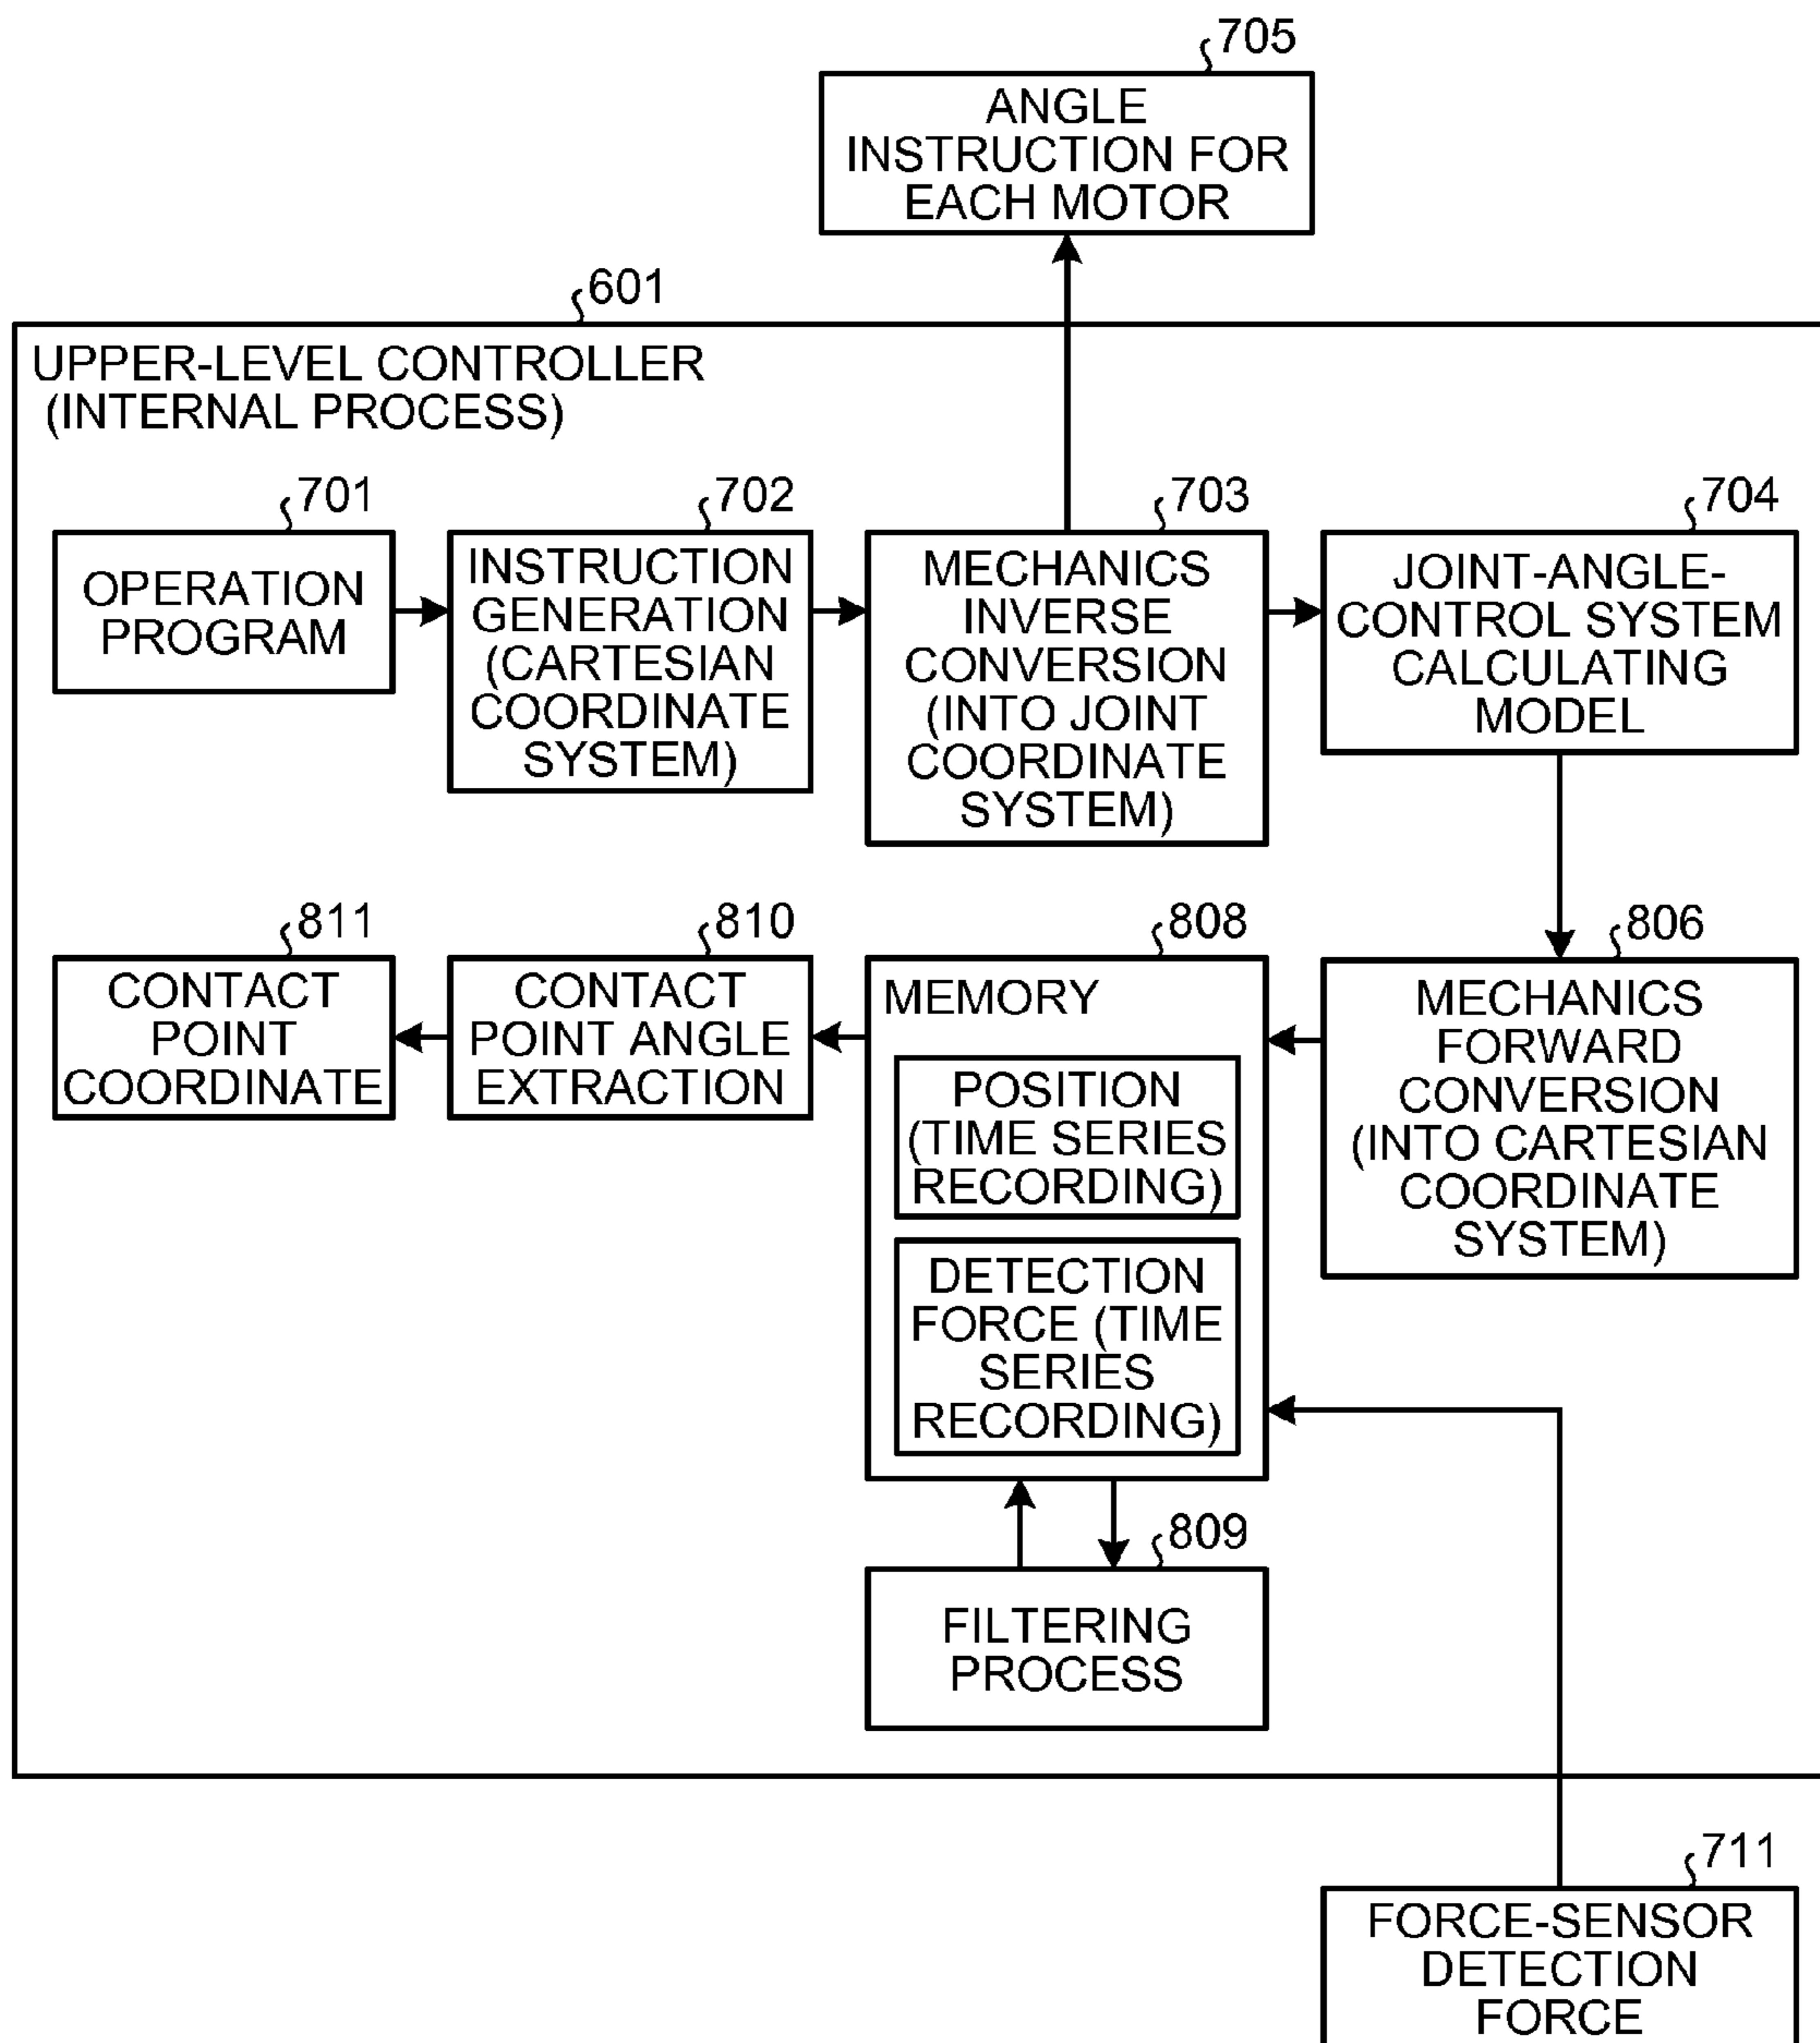 705
ANGLE
INSTRUCTION FOR
EACH MOTOR
601
UPPER-LEVEL CONTROLLER
(INTERNAL PROCESS)
701
OPERATION
PROGRAM
702
INSTRUCTION
GENERATION
(CARTESIAN
COORDINATE
SYSTEM)
703
MECHANICS
INVERSE
CONVERSION
(INTO JOINT
COORDINATE
SYSTEM)
704
JOINT-ANGLE-
CONTROL SYSTEM
CALCULATING
MODEL
811
CONTACT
POINT
COORDINATE
810
CONTACT
POINT ANGLE
EXTRACTION
808
MEMORY
POSITION
(TIME SERIES
RECORDING)
DETECTION
FORCE (TIME
SERIES
RECORDING)
806
MECHANICS
FORWARD
CONVERSION
(INTO CARTESIAN
COORDINATE
SYSTEM)
809
FILTERING
PROCESS
711
FORCE-SENSOR
DETECTION
FORCE